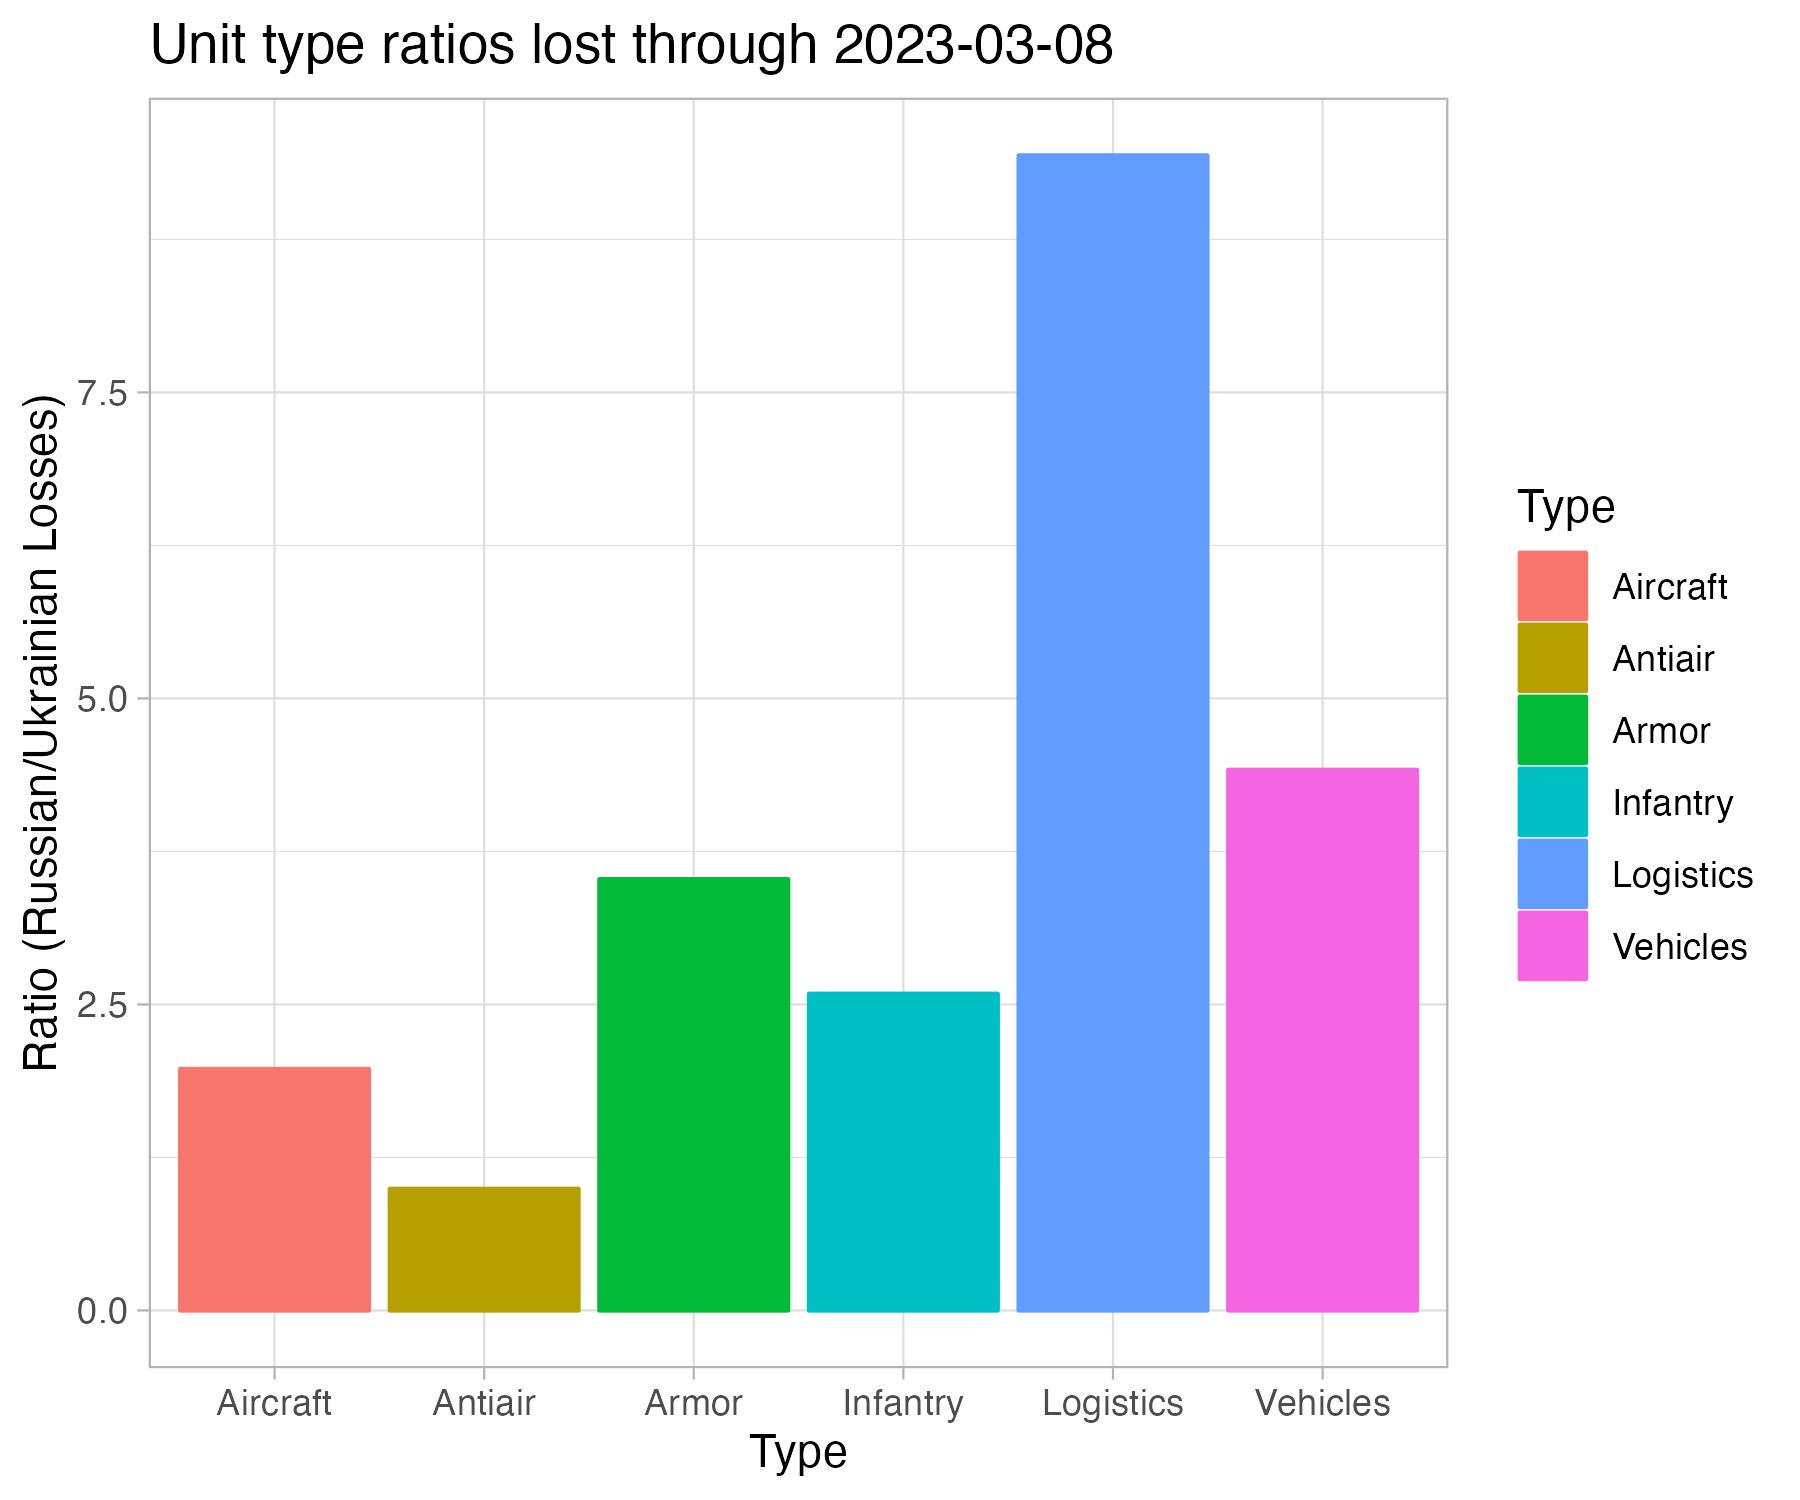 Unit type ratios lost through 2023-03-08
Ratio (Russian/Ukrainian Losses)
7.5
5.0
2.5
0.0
Aircraft
Antiair
Armor
Infantry
Logistics
Vehicles
Type
Type
Aircraft
Antiair
Armor
Infantry
Logistics
Vehicles